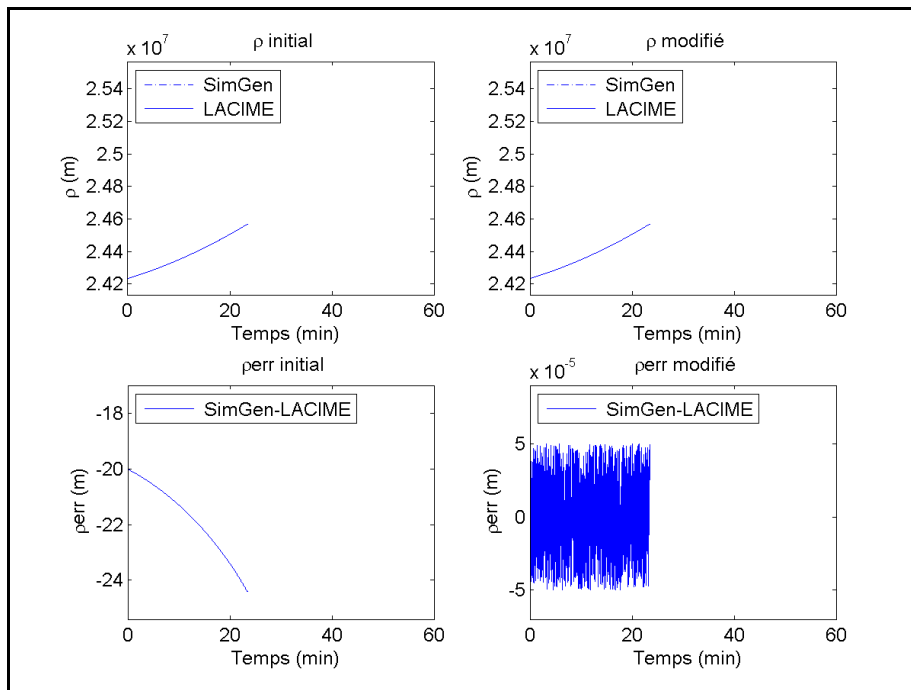 ρ initial
x 10^7
SimGen
LACIME
2.54
2.52
2.5
2.48
2.46
2.44
2.42
ρ (m)
0 20 40 60
Temps (min)
ρ modifié
x 10^7
SimGen
LACIME
2.54
2.52
2.5
2.48
2.46
2.44
2.42
ρ (m)
0 20 40 60
Temps (min)
ρerr initial
SimGen-LACIME
-18
-20
-22
-24
ρerr (m)
0 20 40 60
Temps (min)
ρerr modifié
x 10^-5
SimGen-LACIME
5
0
-5
ρerr (m)
0 20 40 60
Temps (min)